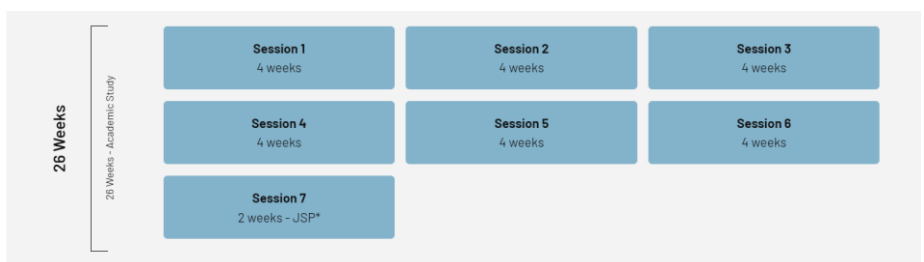 26 Weeks
26 Weeks - Academic Study
Session 1
4 weeks
Session 2
4 weeks
Session 3
4 weeks
Session 4
4 weeks
Session 5
4 weeks
Session 6
4 weeks
Session 7
2 weeks - JSP*